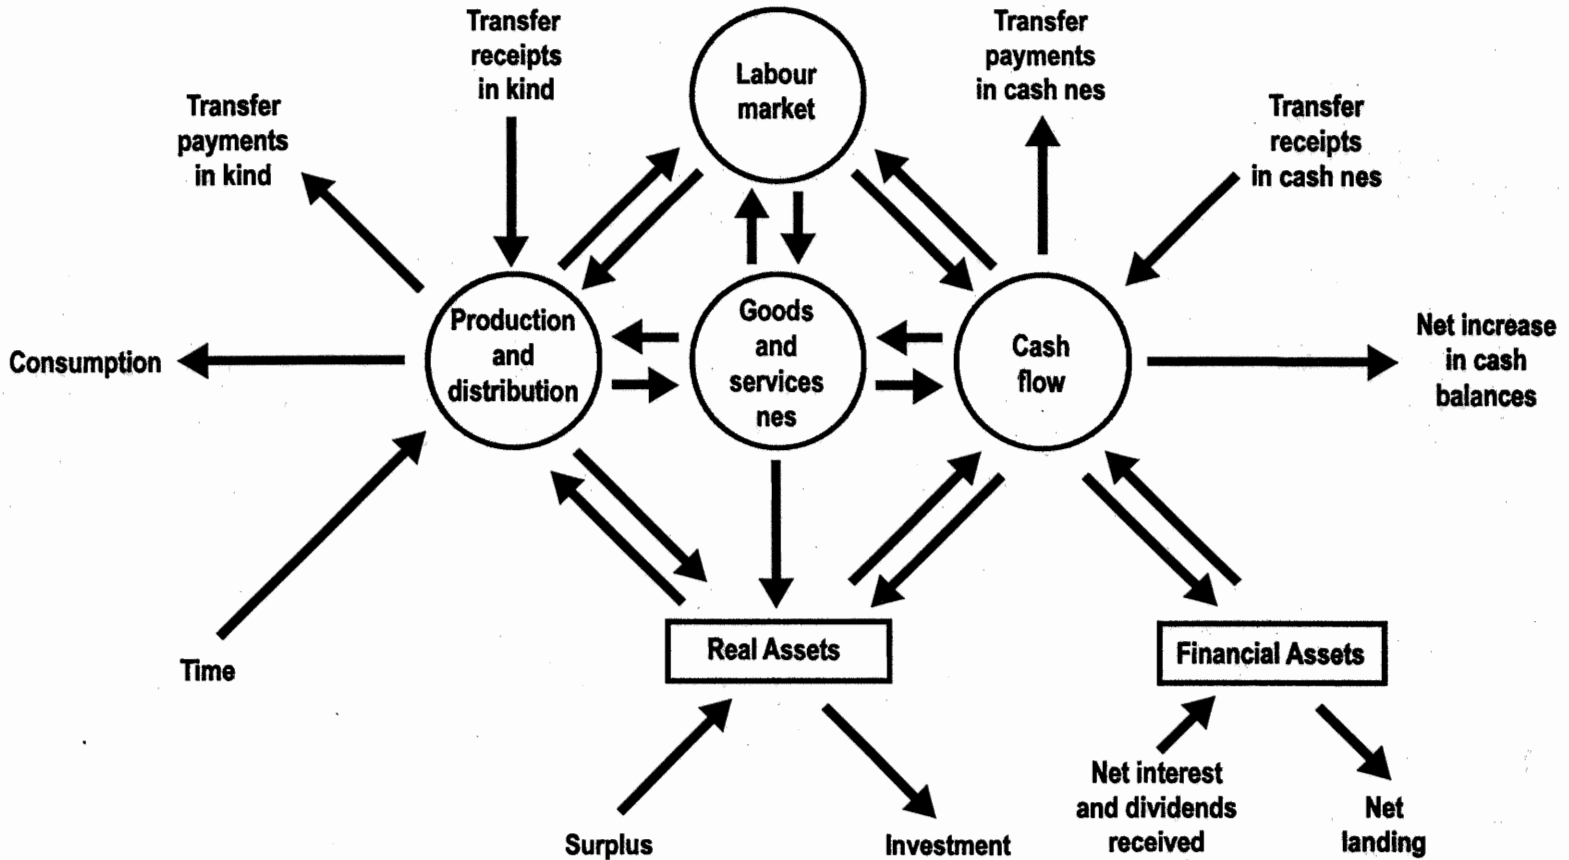 Transfer
receipts
in kind
Labour
market
Transfer
payments
in cash nes
Transfer
payments
in kind
Transfer
receipts
in cash nes
Production
and
distribution
Goods
and
services
nes
Cash
flow
Consumption
Net increase
in cash
balances
Time
Real Assets
Financial Assets
Surplus
Investment
Net interest
and dividends
received
Net
landing